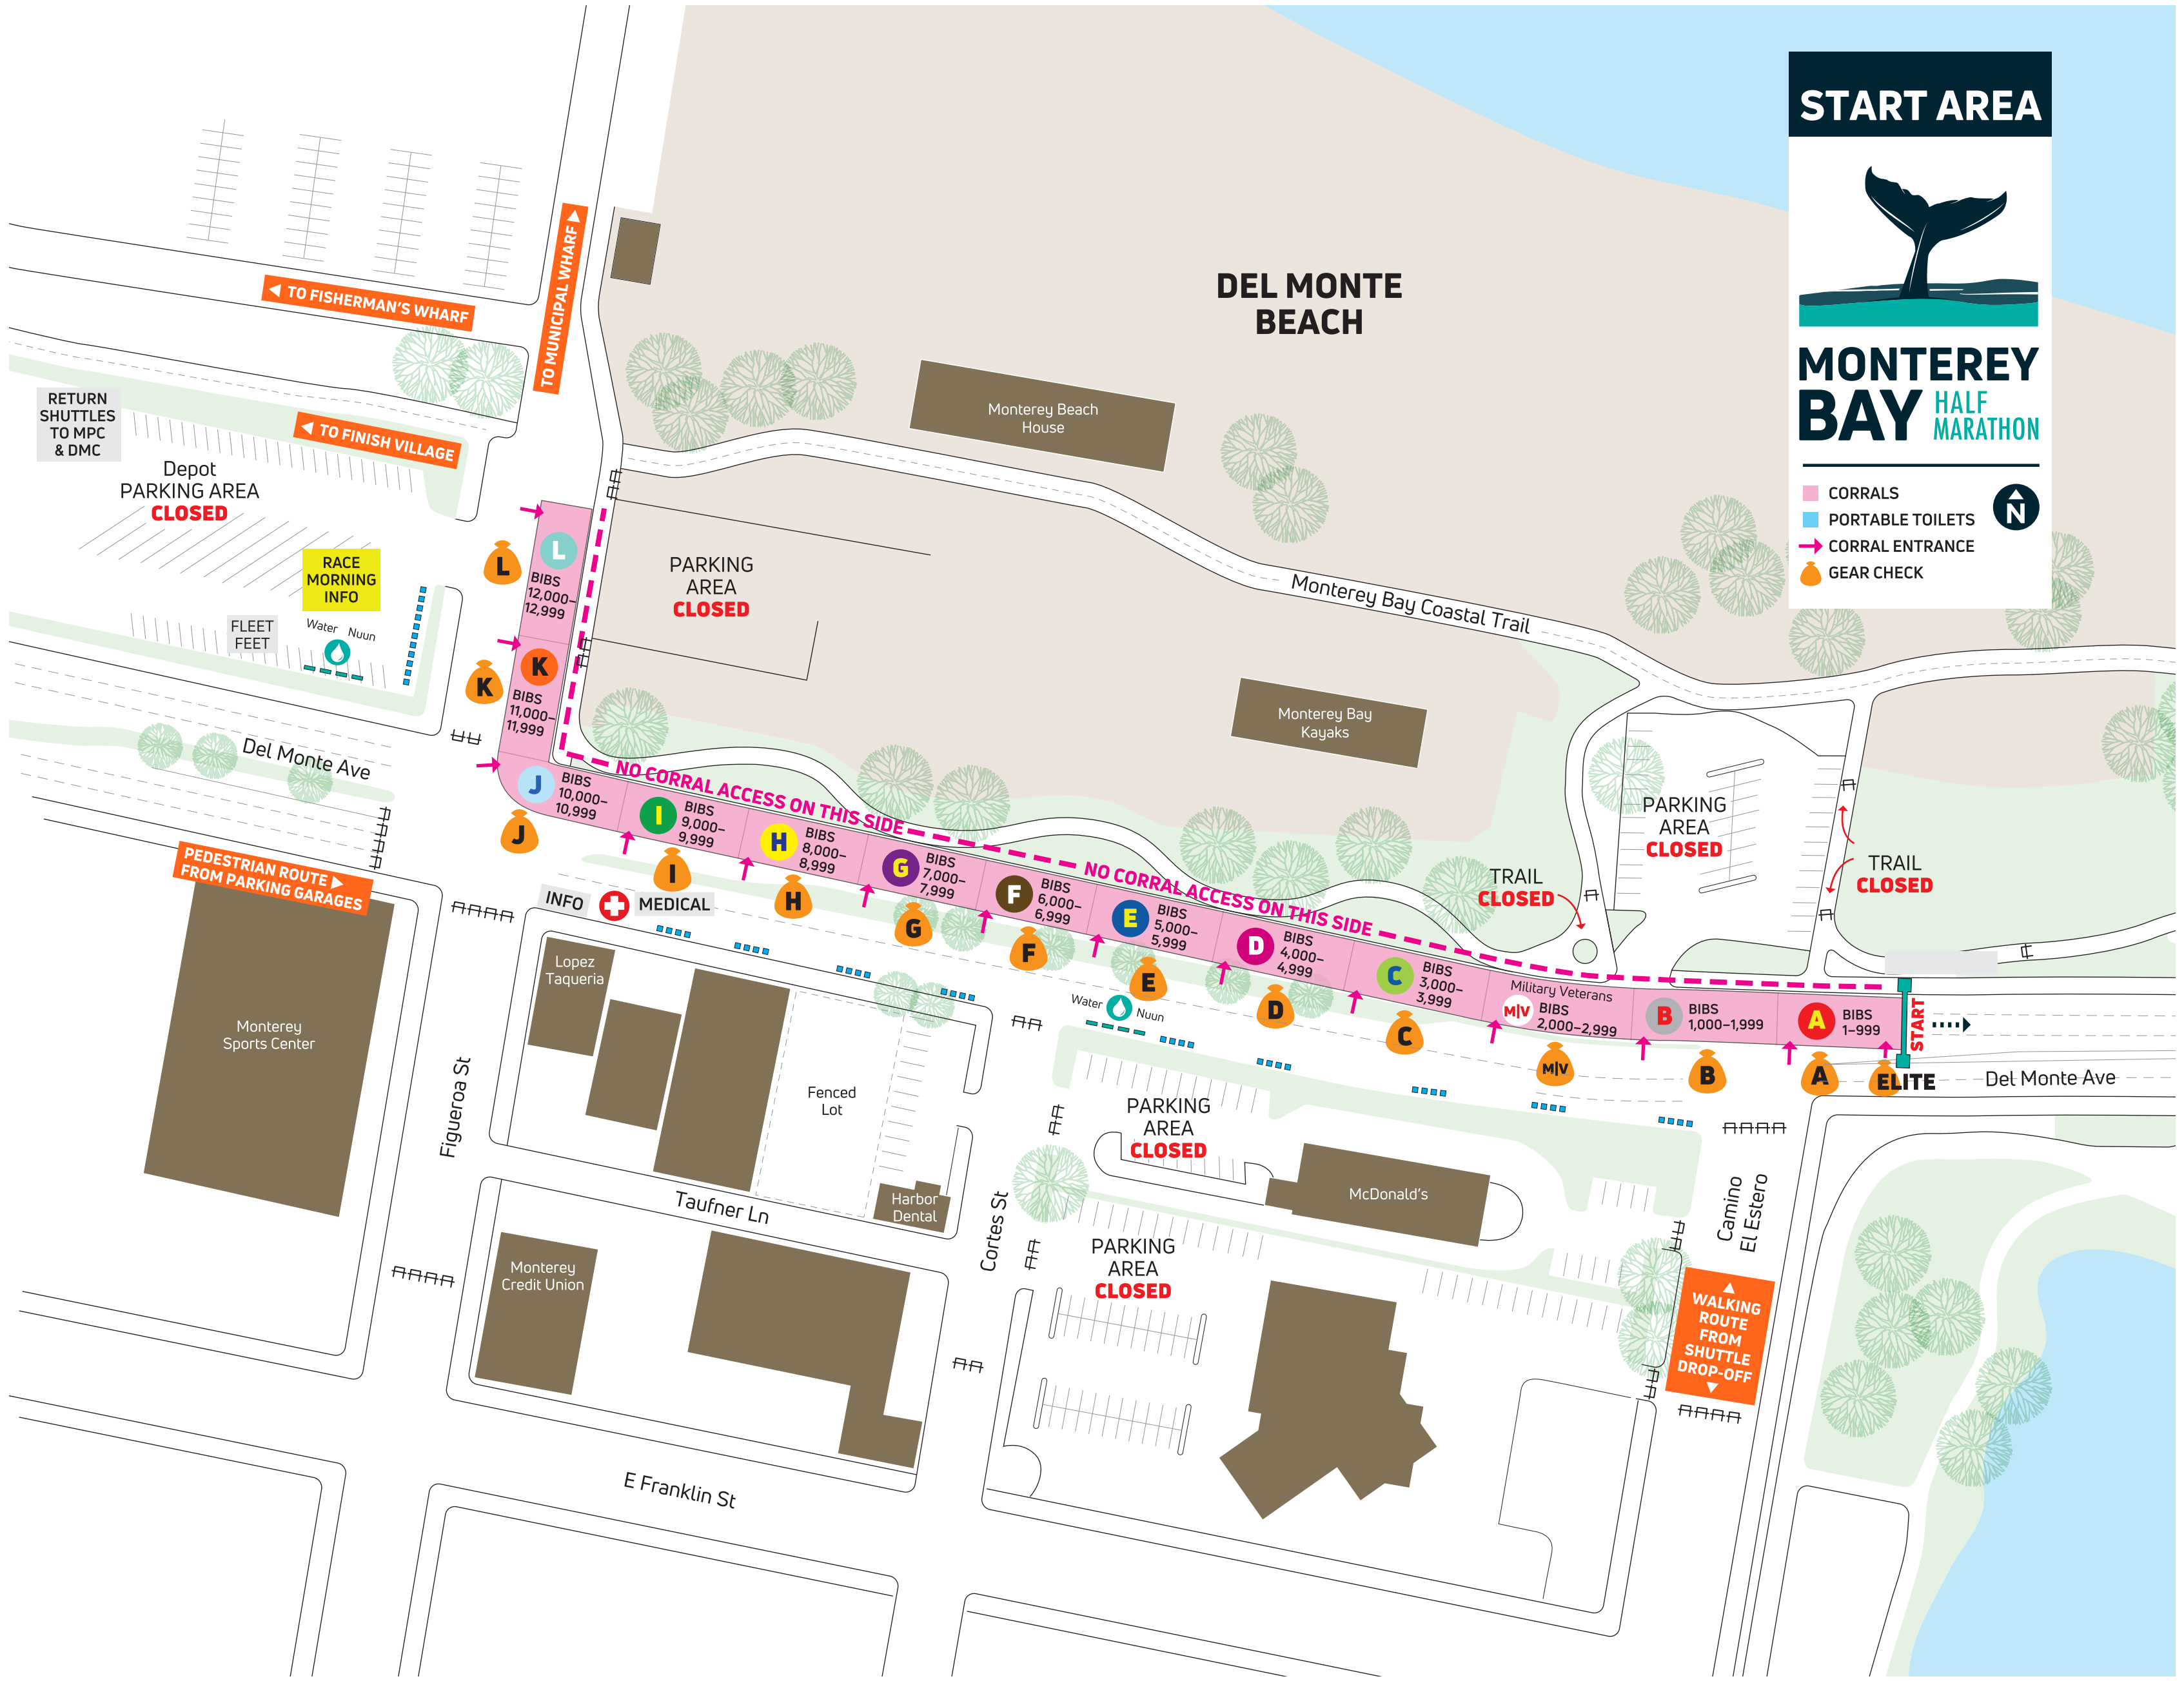 START AREA
MONTEREY
BAY HALF
MARATHON
CORRALS
N
PORTABLE TOILETS
CORRAL ENTRANCE
GEAR CHECK
TO MUNICIPAL WHARF
TO FISHERMAN'S WHARF
TO FINISH VILLAGE
DEL MONTE
BEACH
Monterey Beach
House
RETURN
SHUTTLES
TO MPC
& DMC
Depot
PARKING AREA
CLOSED
RACE
MORNING
INFO
FLEET
FEET
Water Nuun
PARKING
AREA
CLOSED
Monterey Bay Coastal Trail
Monterey Bay
Kayaks
L
L
BIBS
12,000–
12,999
K
K
BIBS
11,000–
11,999
Del Monte Ave
J
BIBS
10,000–
10,999
J
NO CORRAL ACCESS ON THIS SIDE
I
BIBS
9,000–
9,999
I
H
BIBS
8,000–
8,999
H
G
BIBS
7,000–
7,999
G
F
BIBS
6,000–
6,999
F
NO CORRAL ACCESS ON THIS SIDE
E
BIBS
5,000–
5,999
E
D
BIBS
4,000–
4,999
D
C
BIBS
3,000–
3,999
C
Military Veterans
M|V
BIBS
2,000–2,999
M|V
B
BIBS
1,000–1,999
B
A
BIBS
1–999
A
ELITE
START
Del Monte Ave
PARKING
AREA
CLOSED
TRAIL
CLOSED
TRAIL
CLOSED
PEDESTRIAN ROUTE
FROM PARKING GARAGES
INFO
MEDICAL
Lopez
Taqueria
Monterey
Sports Center
Figueroa St
Fenced
Lot
Harbor
Dental
Taufner Ln
Monterey
Credit Union
Cortes St
Water Nuun
PARKING
AREA
CLOSED
McDonald's
PARKING
AREA
CLOSED
Camino
El Estero
WALKING
ROUTE
FROM
SHUTTLE
DROP-OFF
E Franklin St